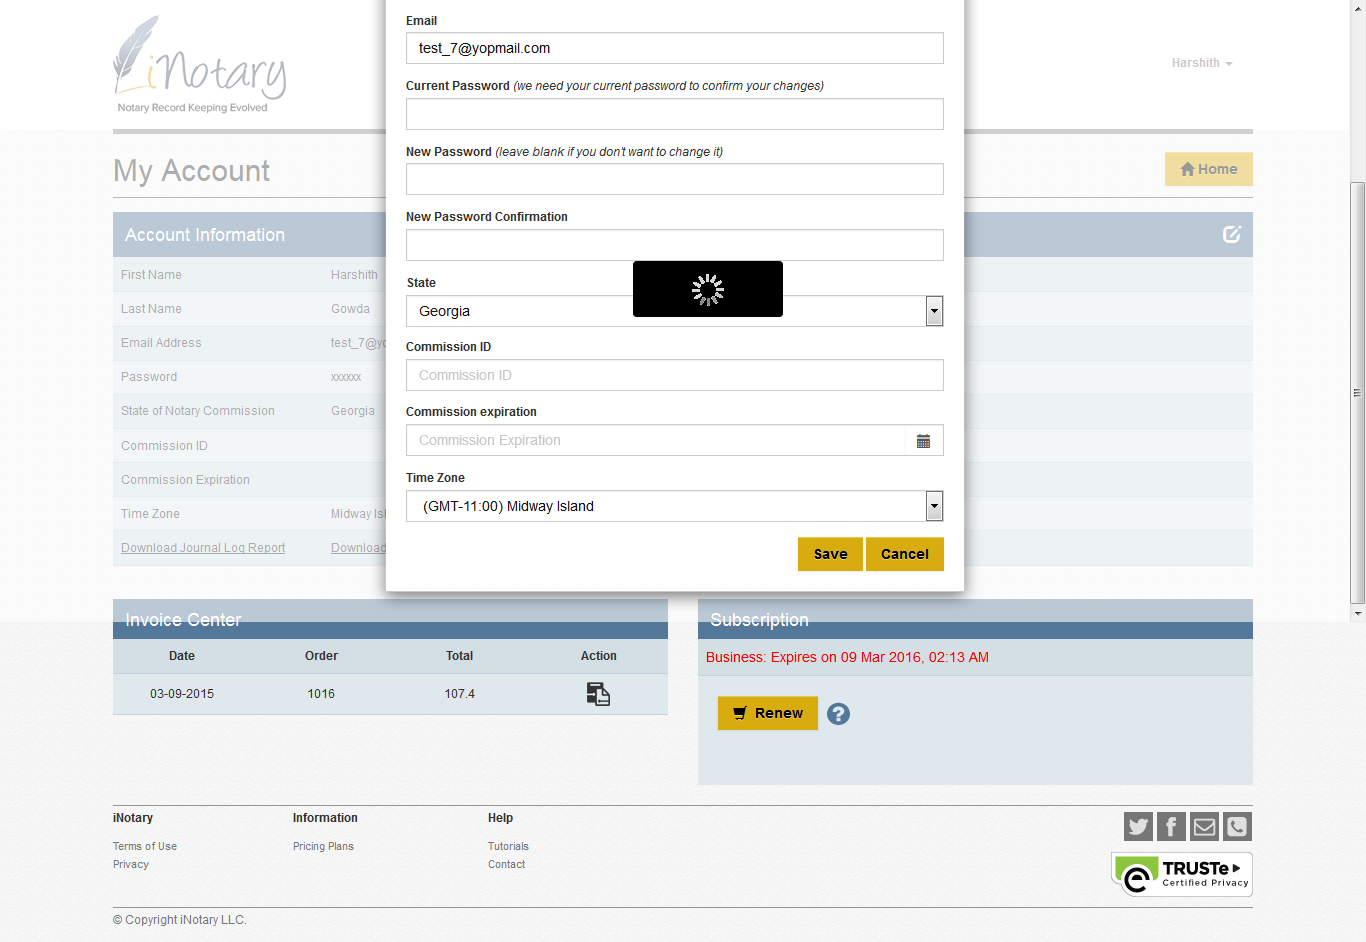 Email
test_7@yopmail.com
iNotary
Notary Record Keeping Evolved
Harshith
Current Password (we need your current password to confirm your changes)
New Password (leave blank if you don't want to change it)
My Account
Home
New Password Confirmation
Account Information
First Name Harshith
State
Georgia
Last Name Gowda
Email Address test_7@yo
Commission ID
Commission ID
Password xxxxxx
State of Notary Commission Georgia
Commission expiration
Commission Expiration
Commission ID
Commission Expiration
Time Zone
(GMT-11:00) Midway Island
Time Zone Midway Isl
Download Journal Log Report Download
Save Cancel
Invoice Center
Date Order Total Action
03-09-2015 1016 107.4
Subscription
Business: Expires on 09 Mar 2016, 02:13 AM
Renew ?
iNotary Information Help
Terms of Use Pricing Plans Tutorials
Privacy Contact
TRUSTe
Certified Privacy
© Copyright iNotary LLC.